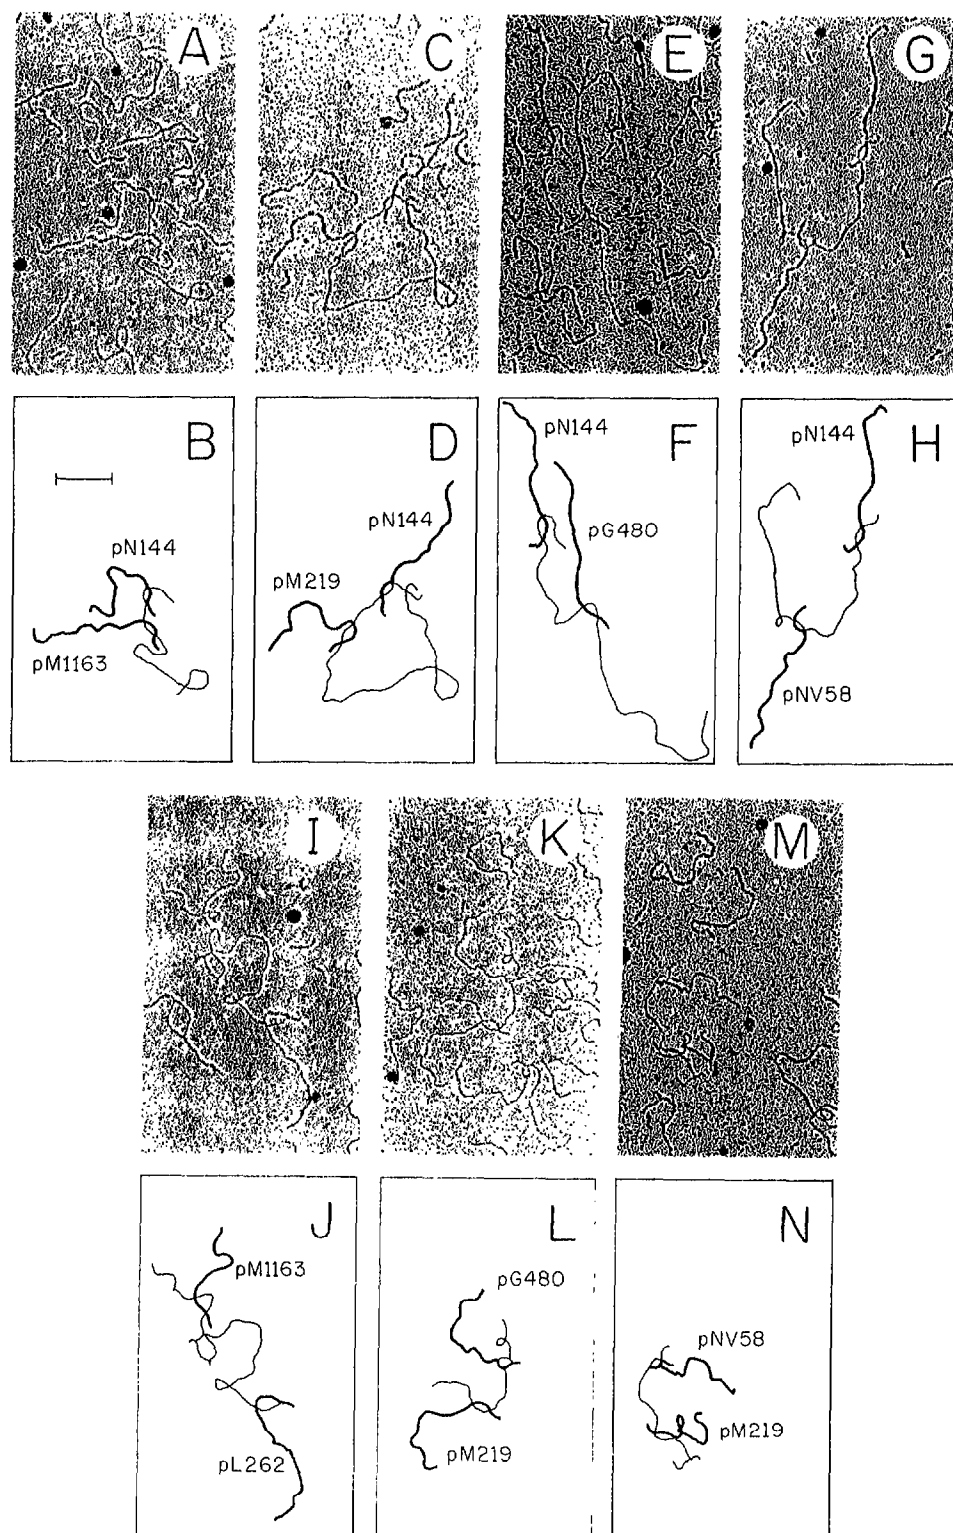 A
C
E
G
B
pN144
pM1163
D
pN144
pM219
F
pN144
pG480
H
pN144
pNV58
I
K
M
J
pM1163
pL262
L
pG480
pM219
N
pNV58
pM219